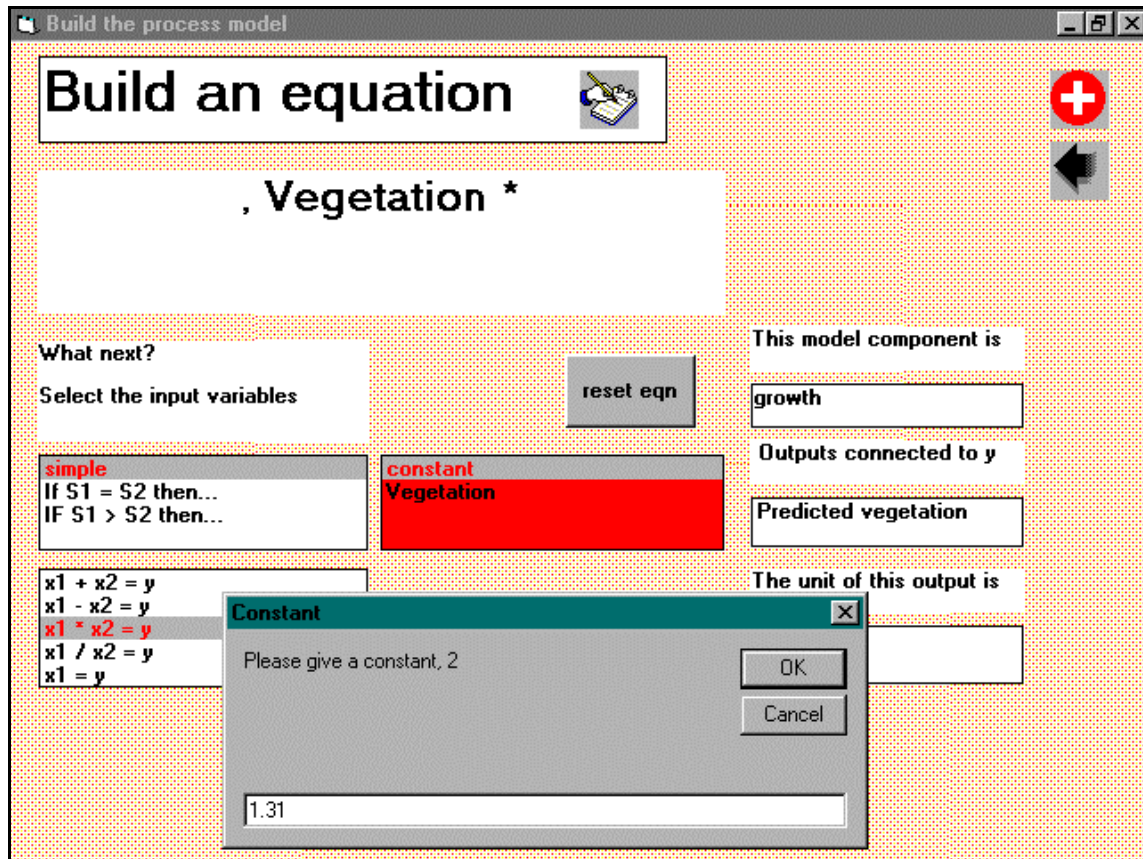 Build the process model
Build an equation
, Vegetation *
What next?
Select the input variables
reset eqn
This model component is
growth
Outputs connected to y
Predicted vegetation
The unit of this output is
simple
If S1 = S2 then...
IF S1 > S2 then...
constant
Vegetation
x1 + x2 = y
x1 - x2 = y
x1 * x2 = y
x1 / x2 = y
x1 = y
Constant
Please give a constant, 2
OK
Cancel
1.31